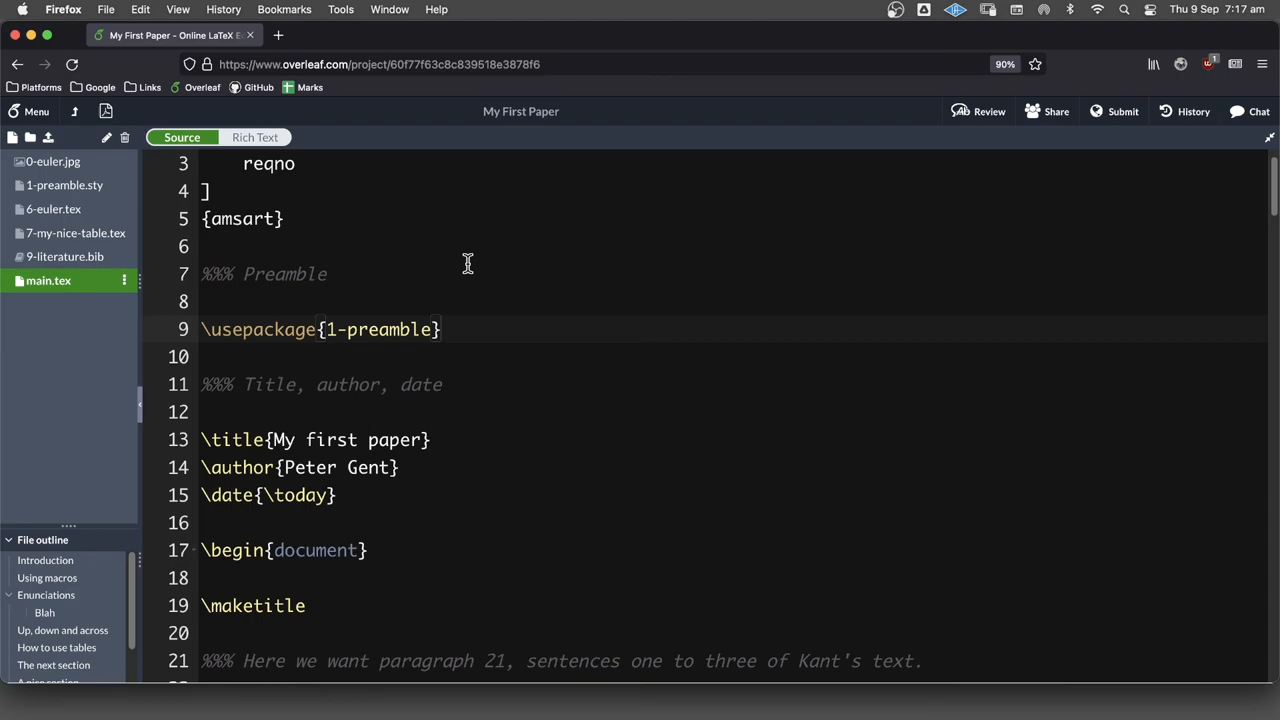 Firefox File Edit View History Bookmarks Tools Window Help Thu 9 Sep 7:17 am
My First Paper - Online LaTeX E
https://www.overleaf.com/project/60f77f63c8c839518e3878f6 90% 1
Platforms Google Links Overleaf GitHub Marks
Menu My First Paper Review Share Submit History Chat
Source Rich Text
0-euler.jpg
1-preamble.sty
6-euler.tex
7-my-nice-table.tex
9-literature.bib
main.tex
File outline
Introduction
Using macros
Enunciations
Blah
Up, down and across
How to use tables
The next section
A nice section
3 reqno
4 ]
5 {amsart}
6
7 %%% Preamble
8
9 \usepackage{1-preamble}
10
11 %%% Title, author, date
12
13 \title{My first paper}
14 \author{Peter Gent}
15 \date{\today}
16
17 \begin{document}
18
19 \maketitle
20
21 %%% Here we want paragraph 21, sentences one to three of Kant's text.